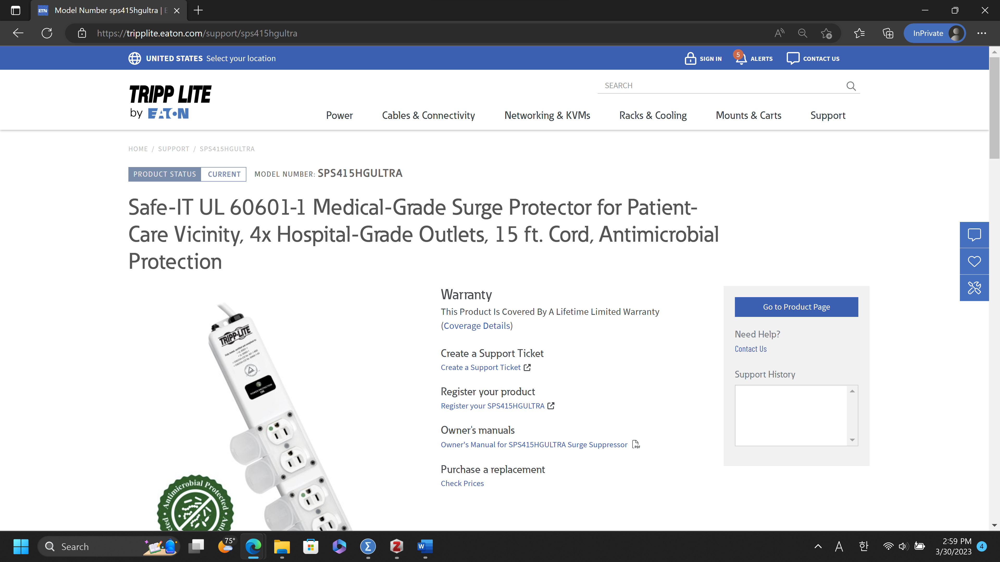 ETN Model Number sps415hgultra | E
https://tripplite.eaton.com/support/sps415hgultra
InPrivate
UNITED STATES Select your location
SIGN IN
5 ALERTS
CONTACT US
TRIPP LITE
by EATON
SEARCH
Power
Cables & Connectivity
Networking & KVMs
Racks & Cooling
Mounts & Carts
Support
HOME / SUPPORT / SPS415HGULTRA
PRODUCT STATUS CURRENT MODEL NUMBER: SPS415HGULTRA
Safe-IT UL 60601-1 Medical-Grade Surge Protector for Patient-
Care Vicinity, 4x Hospital-Grade Outlets, 15 ft. Cord, Antimicrobial
Protection
TRIPP·LITE
POWER/PROTECTION
OK
Antimicrobial Protected
Warranty
This Product Is Covered By A Lifetime Limited Warranty
(Coverage Details)
Create a Support Ticket
Create a Support Ticket
Register your product
Register your SPS415HGULTRA
Owner's manuals
Owner's Manual for SPS415HGULTRA Surge Suppressor PDF
Purchase a replacement
Check Prices
Go to Product Page
Need Help?
Contact Us
Support History
Search
75°
Σ
Z
W
A
한
2:59 PM
3/30/2023
4